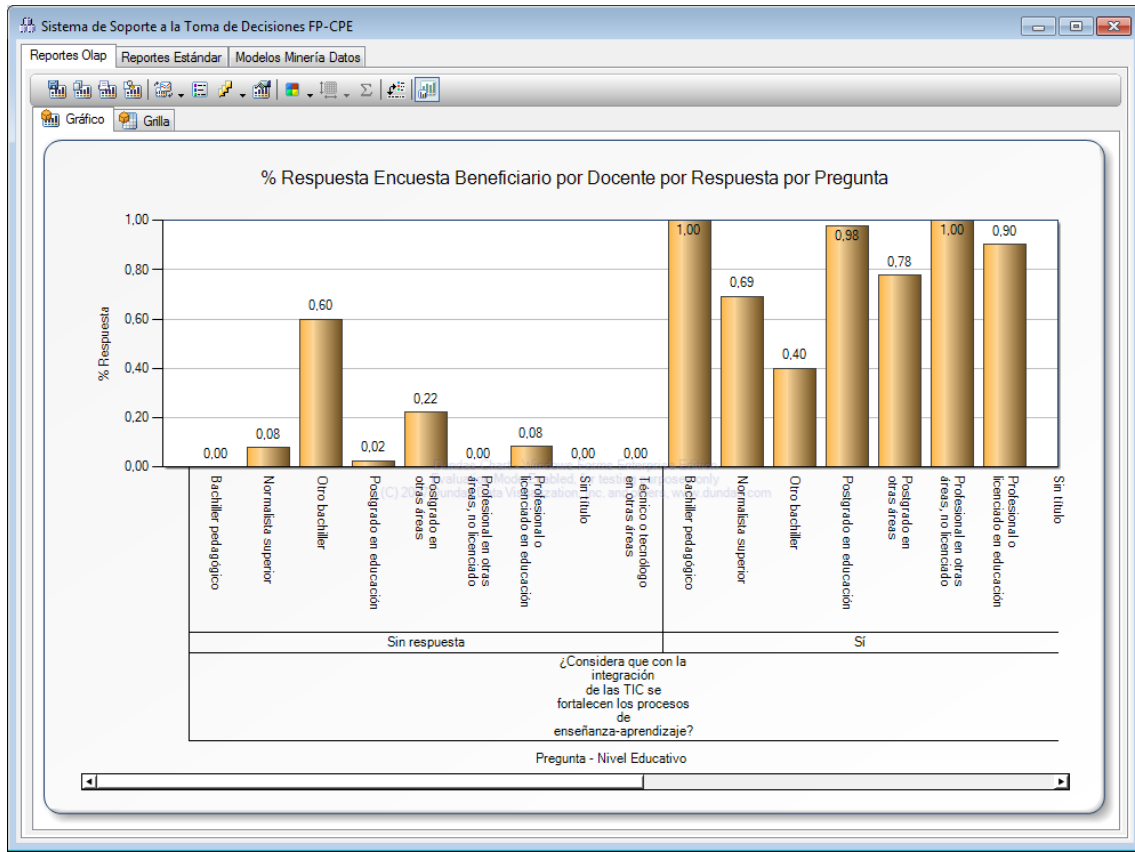 Sistema de Soporte a la Toma de Decisiones FP-CPE
Reportes Olap
Reportes Estándar
Modelos Minería Datos
Gráfico
Grilla
% Respuesta Encuesta Beneficiario por Docente por Respuesta por Pregunta
% Respuesta
1,00
0,80
0,60
0,40
0,20
0,00
0,00
0,08
0,60
0,02
0,22
0,00
0,08
0,00
0,00
1,00
0,69
0,40
0,98
0,78
1,00
0,90
Bachiller pedagógico
Normalista superior
Otro bachiller
Postgrado en educación
Postgrado en
otras áreas
Profesional en otras
áreas, no licenciado
Profesional o
licenciado en educación
Sin título
Técnico o tecnólogo
en otras áreas
Bachiller pedagógico
Normalista superior
Otro bachiller
Postgrado en educación
Postgrado en
otras áreas
Profesional en otras
áreas, no licenciado
Profesional o
licenciado en educación
Sin título
Sin respuesta
Sí
¿Considera que con la
integración
de las TIC se
fortalecen los procesos
de
enseñanza-aprendizaje?
Pregunta - Nivel Educativo